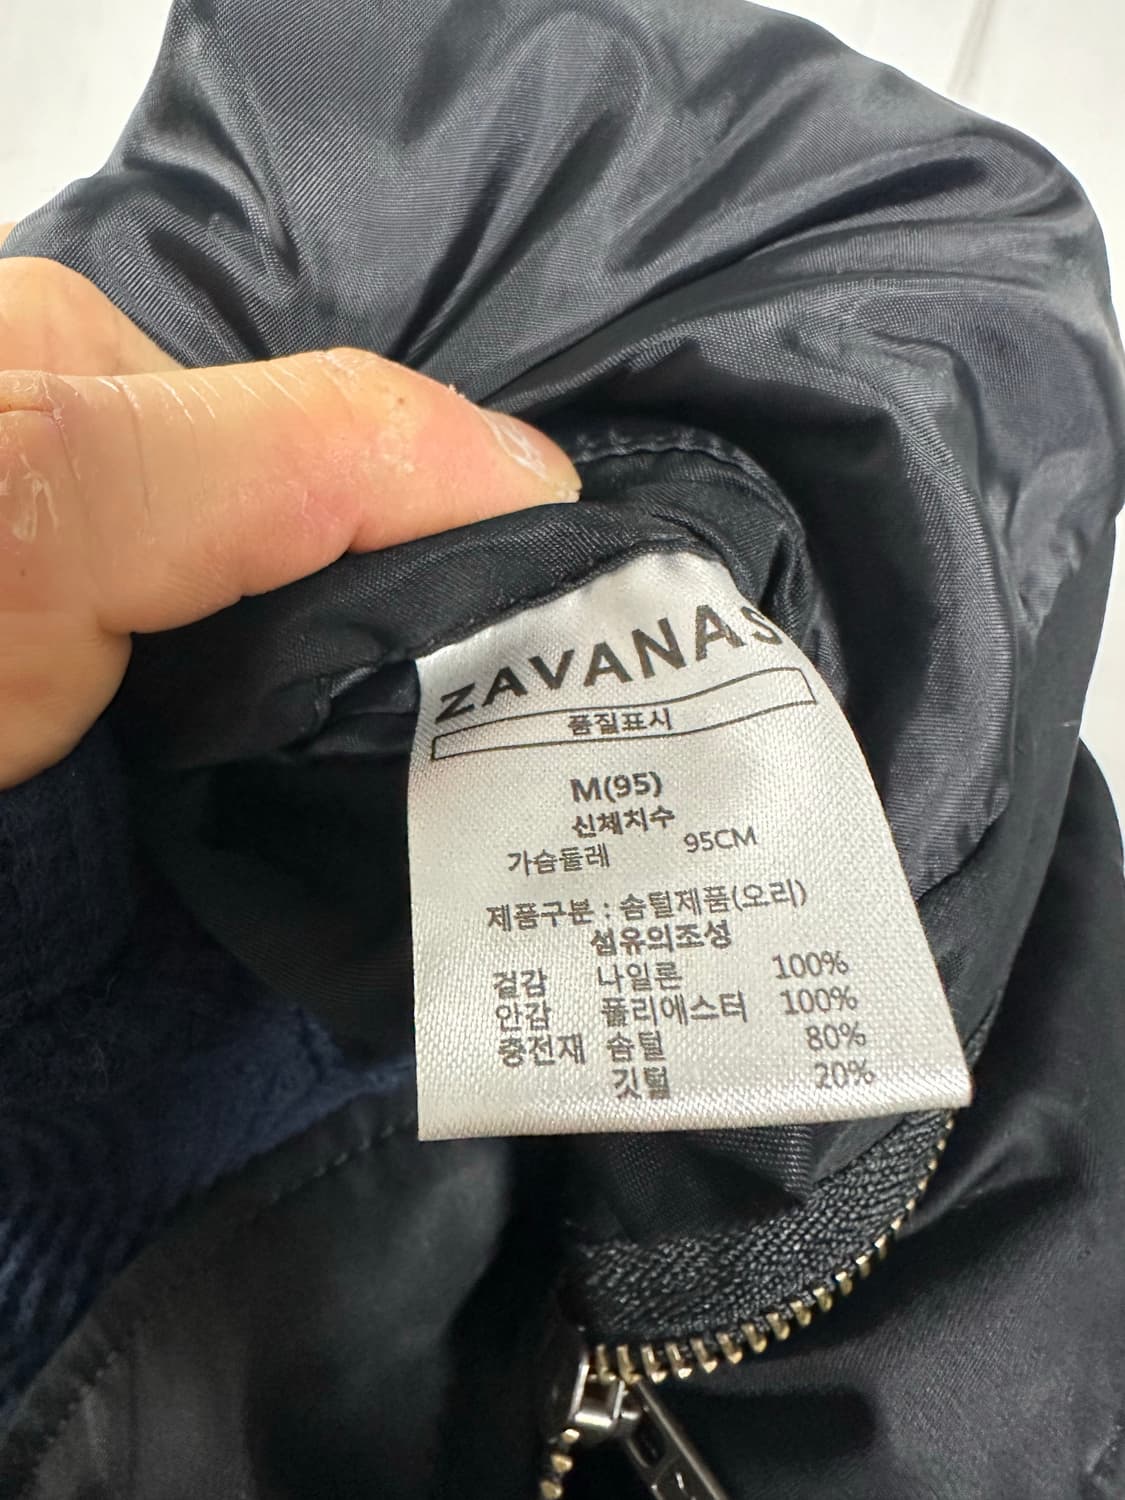 ZAVANAS
품질표시
M(95)
신체치수
가슴둘레 95CM
제품구분 : 솜털제품(오리)
섬유의조성
겉감 나일론 100%
안감 폴리에스터 100%
충전재 솜털 80%
깃털 20%